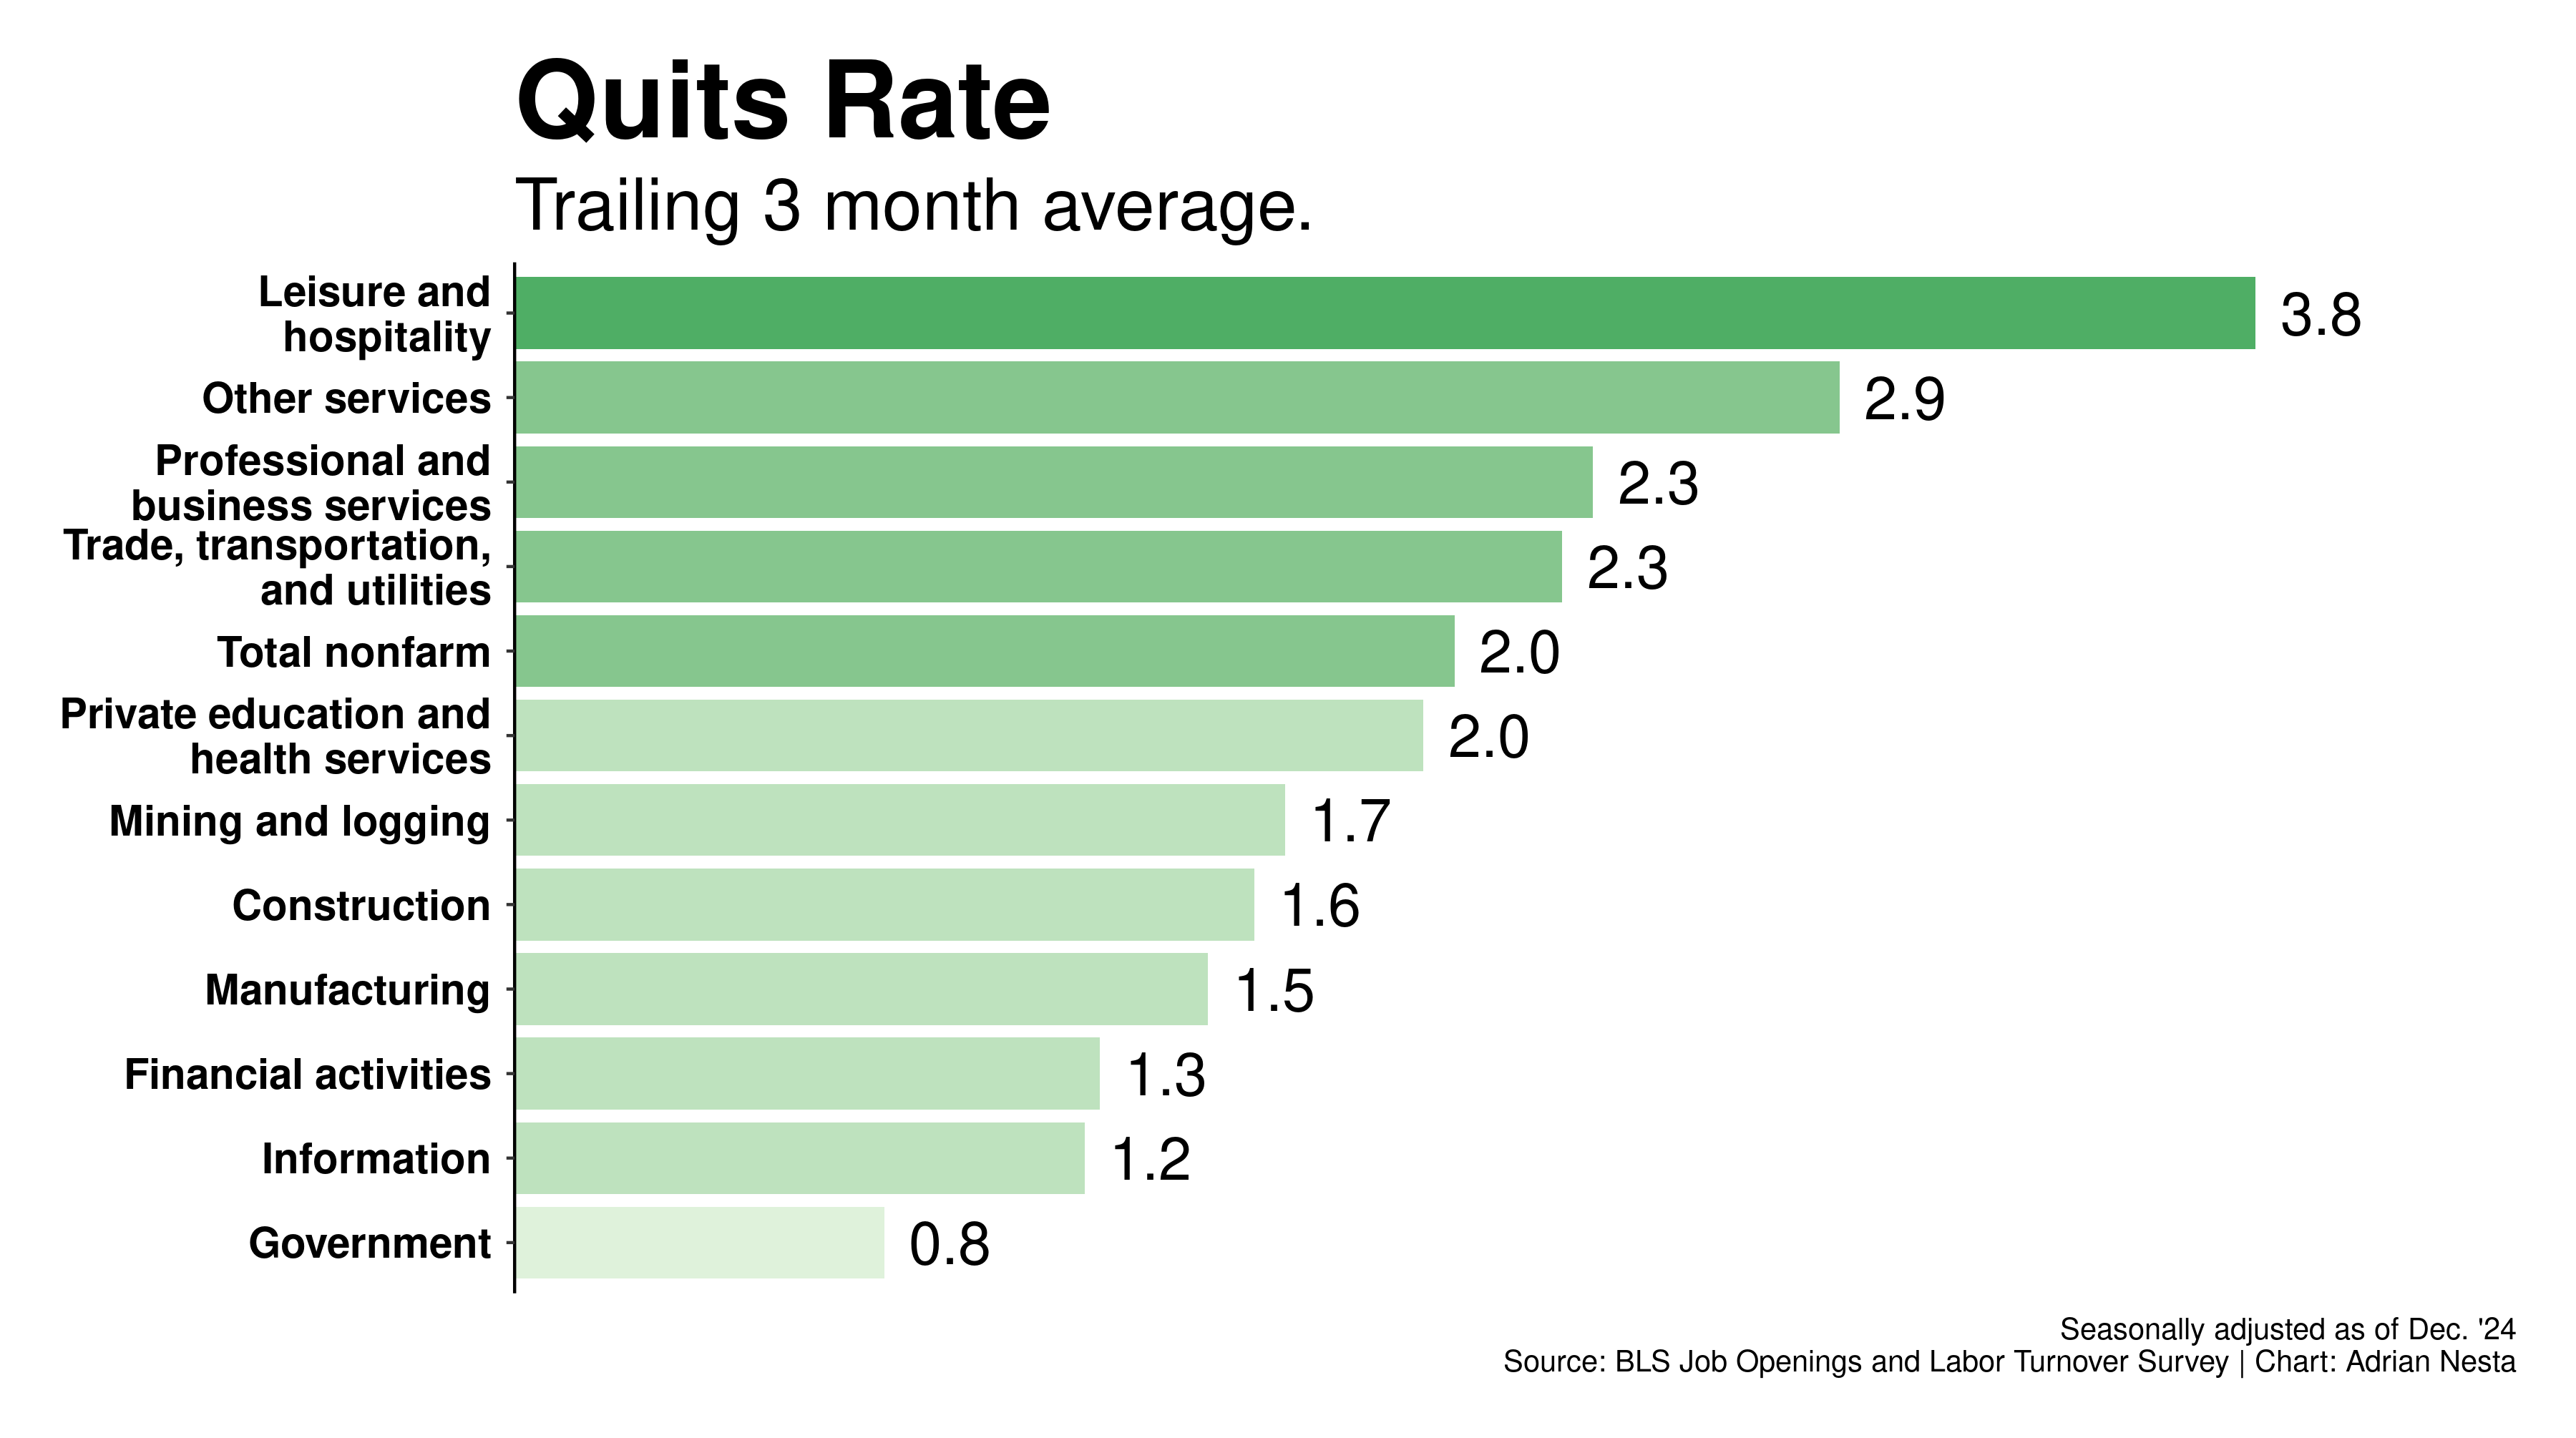 Quits Rate
Trailing 3 month average.
Leisure and
hospitality
3.8
Other services
2.9
Professional and
business services
2.3
Trade, transportation,
and utilities
2.3
Total nonfarm
2.0
Private education and
health services
2.0
Mining and logging
1.7
Construction
1.6
Manufacturing
1.5
Financial activities
1.3
Information
1.2
Government
0.8
Seasonally adjusted as of Dec. '24
Source: BLS Job Openings and Labor Turnover Survey | Chart: Adrian Nesta